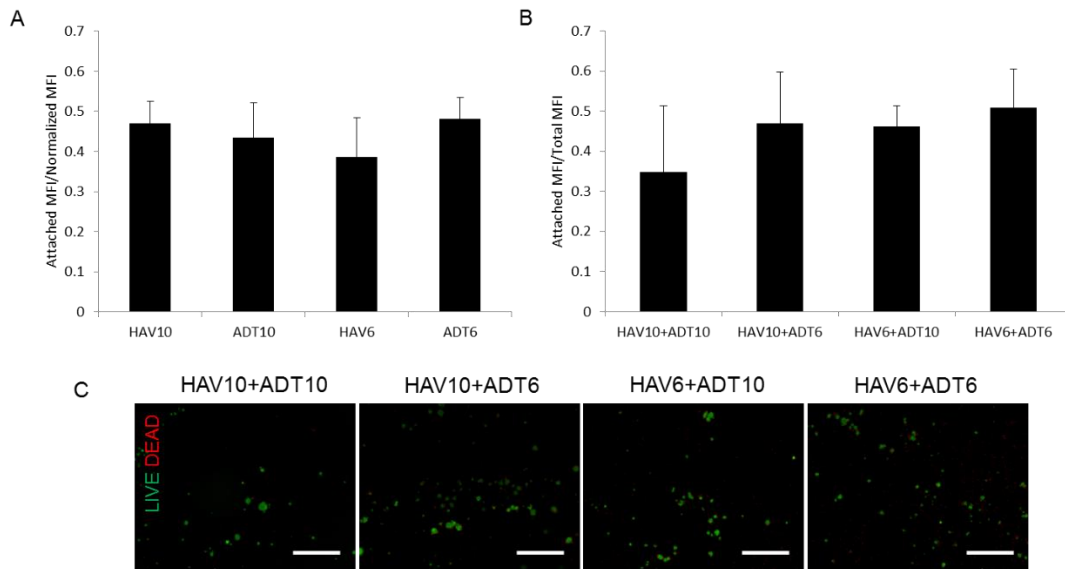 A
Attached MFI/Normalized MFI
0.7
0.6
0.5
0.4
0.3
0.2
0.1
0
HAV10 ADT10 HAV6 ADT6
B
Attached MFI/Total MFI
0.7
0.6
0.5
0.4
0.3
0.2
0.1
0
HAV10+ADT10 HAV10+ADT6 HAV6+ADT10 HAV6+ADT6
C
HAV10+ADT10 HAV10+ADT6 HAV6+ADT10 HAV6+ADT6
LIVE DEAD